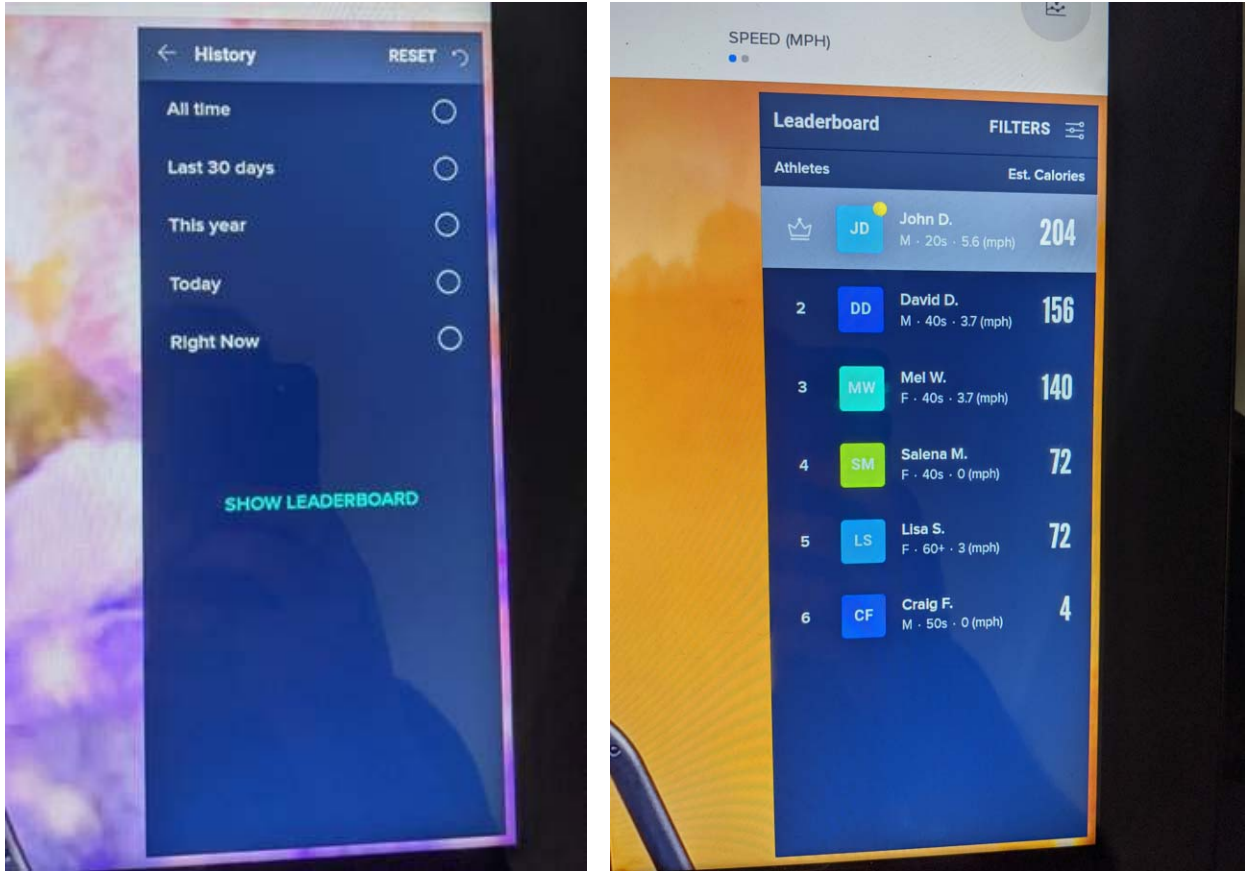 ← History RESET
All time
Last 30 days
This year
Today
Right Now
SHOW LEADERBOARD
SPEED (MPH)
Leaderboard FILTERS
Athletes Est. Calories
JD John D. 204
M · 20s · 5.6 (mph)
2 DD David D. 156
M · 40s · 3.7 (mph)
3 MW Mel W. 140
F · 40s · 3.7 (mph)
4 SM Salena M. 72
F · 40s · 0 (mph)
5 LS Lisa S. 72
F · 60+ · 3 (mph)
6 CF Craig F. 4
M · 50s · 0 (mph)